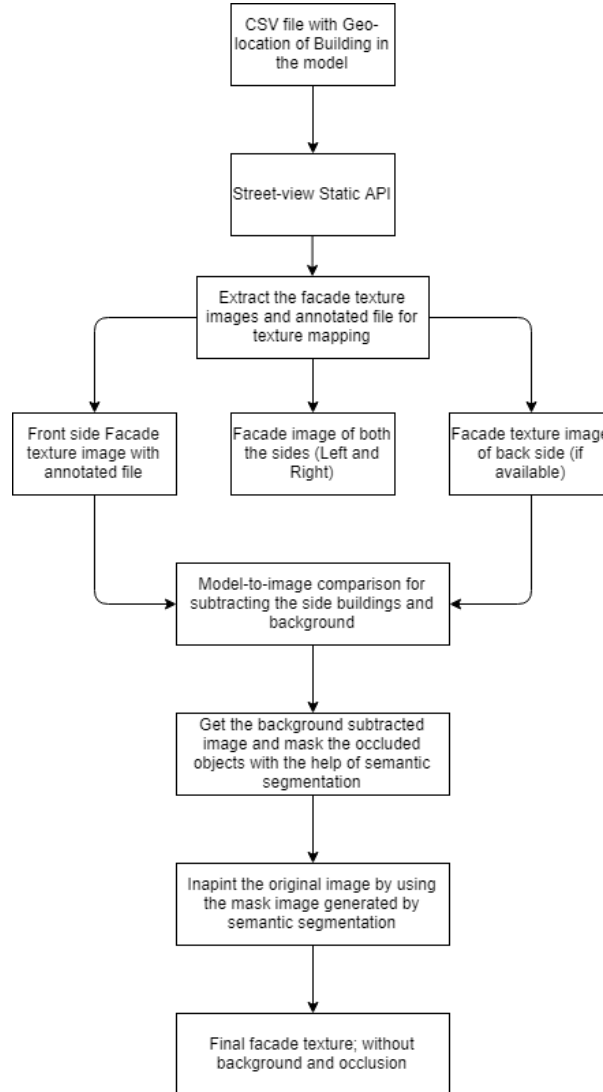 CSV file with Geo-
location of Building in
the model
Street-view Static API
Extract the facade texture
images and annotated file for
texture mapping
Front side Facade
texture image with
annotated file
Facade image of both
the sides (Left and
Right)
Facade texture image
of back side (if
available)
Model-to-image comparison for
subtracting the side buildings and
background
Get the background subtracted
image and mask the occluded
objects with the help of semantic
segmentation
Inapint the original image by using
the mask image generated by
semantic segmentation
Final facade texture; without
background and occlusion